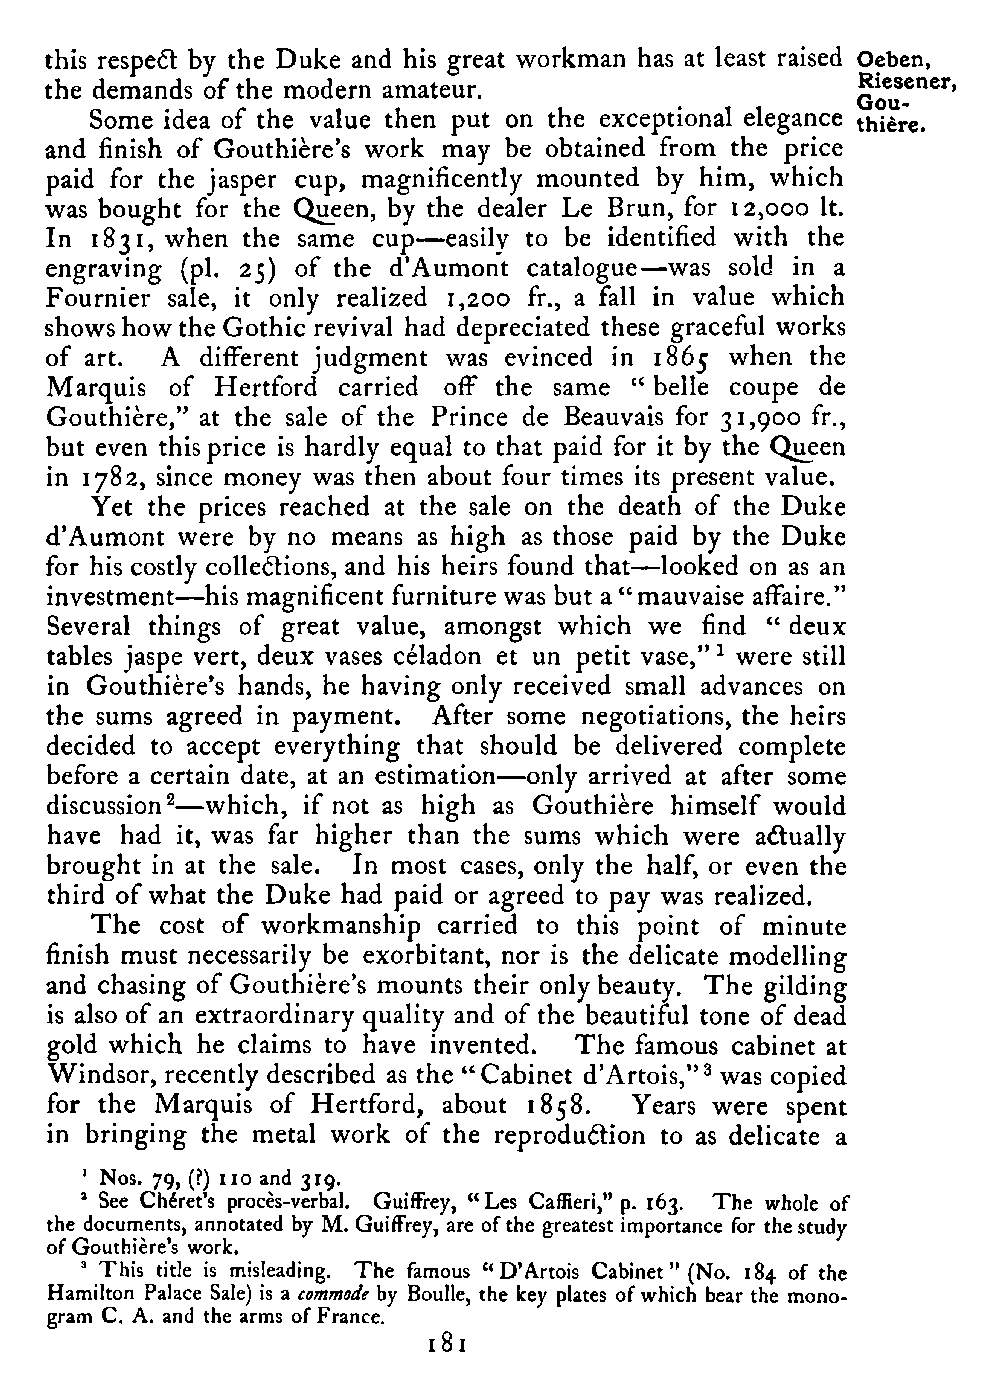 this respect by the Duke and his great workman has at least raised
the demands of the modern amateur.
Oeben,
Riesener,
Gou-
thière.
Some idea of the value then put on the exceptional elegance
and finish of Gouthière's work may be obtained from the price
paid for the jasper cup, magnificently mounted by him, which
was bought for the Queen, by the dealer Le Brun, for 12,000 lt.
In 1831, when the same cup—easily to be identified with the
engraving (pl. 25) of the d'Aumont catalogue—was sold in a
Fournier sale, it only realized 1,200 fr., a fall in value which
shows how the Gothic revival had depreciated these graceful works
of art. A different judgment was evinced in 1865 when the
Marquis of Hertford carried off the same “belle coupe de
Gouthière,” at the sale of the Prince de Beauvais for 31,900 fr.,
but even this price is hardly equal to that paid for it by the Queen
in 1782, since money was then about four times its present value.
Yet the prices reached at the sale on the death of the Duke
d'Aumont were by no means as high as those paid by the Duke
for his costly collections, and his heirs found that—looked on as an
investment—his magnificent furniture was but a “mauvaise affaire.”
Several things of great value, amongst which we find “deux
tables jaspe vert, deux vases céladon et un petit vase,” ¹ were still
in Gouthière's hands, he having only received small advances on
the sums agreed in payment. After some negotiations, the heirs
decided to accept everything that should be delivered complete
before a certain date, at an estimation—only arrived at after some
discussion ²—which, if not as high as Gouthière himself would
have had it, was far higher than the sums which were actually
brought in at the sale. In most cases, only the half, or even the
third of what the Duke had paid or agreed to pay was realized.
The cost of workmanship carried to this point of minute
finish must necessarily be exorbitant, nor is the delicate modelling
and chasing of Gouthière's mounts their only beauty. The gilding
is also of an extraordinary quality and of the beautiful tone of dead
gold which he claims to have invented. The famous cabinet at
Windsor, recently described as the “Cabinet d'Artois,” ³ was copied
for the Marquis of Hertford, about 1858. Years were spent
in bringing the metal work of the reproduction to as delicate a
¹ Nos. 79, (?) 110 and 319.
² See Chéret's procès-verbal. Guiffrey, “Les Caffieri,” p. 163. The whole of
the documents, annotated by M. Guiffrey, are of the greatest importance for the study
of Gouthière's work.
³ This title is misleading. The famous “D'Artois Cabinet” (No. 184 of the
Hamilton Palace Sale) is a commode by Boulle, the key plates of which bear the mono-
gram C. A. and the arms of France.
181